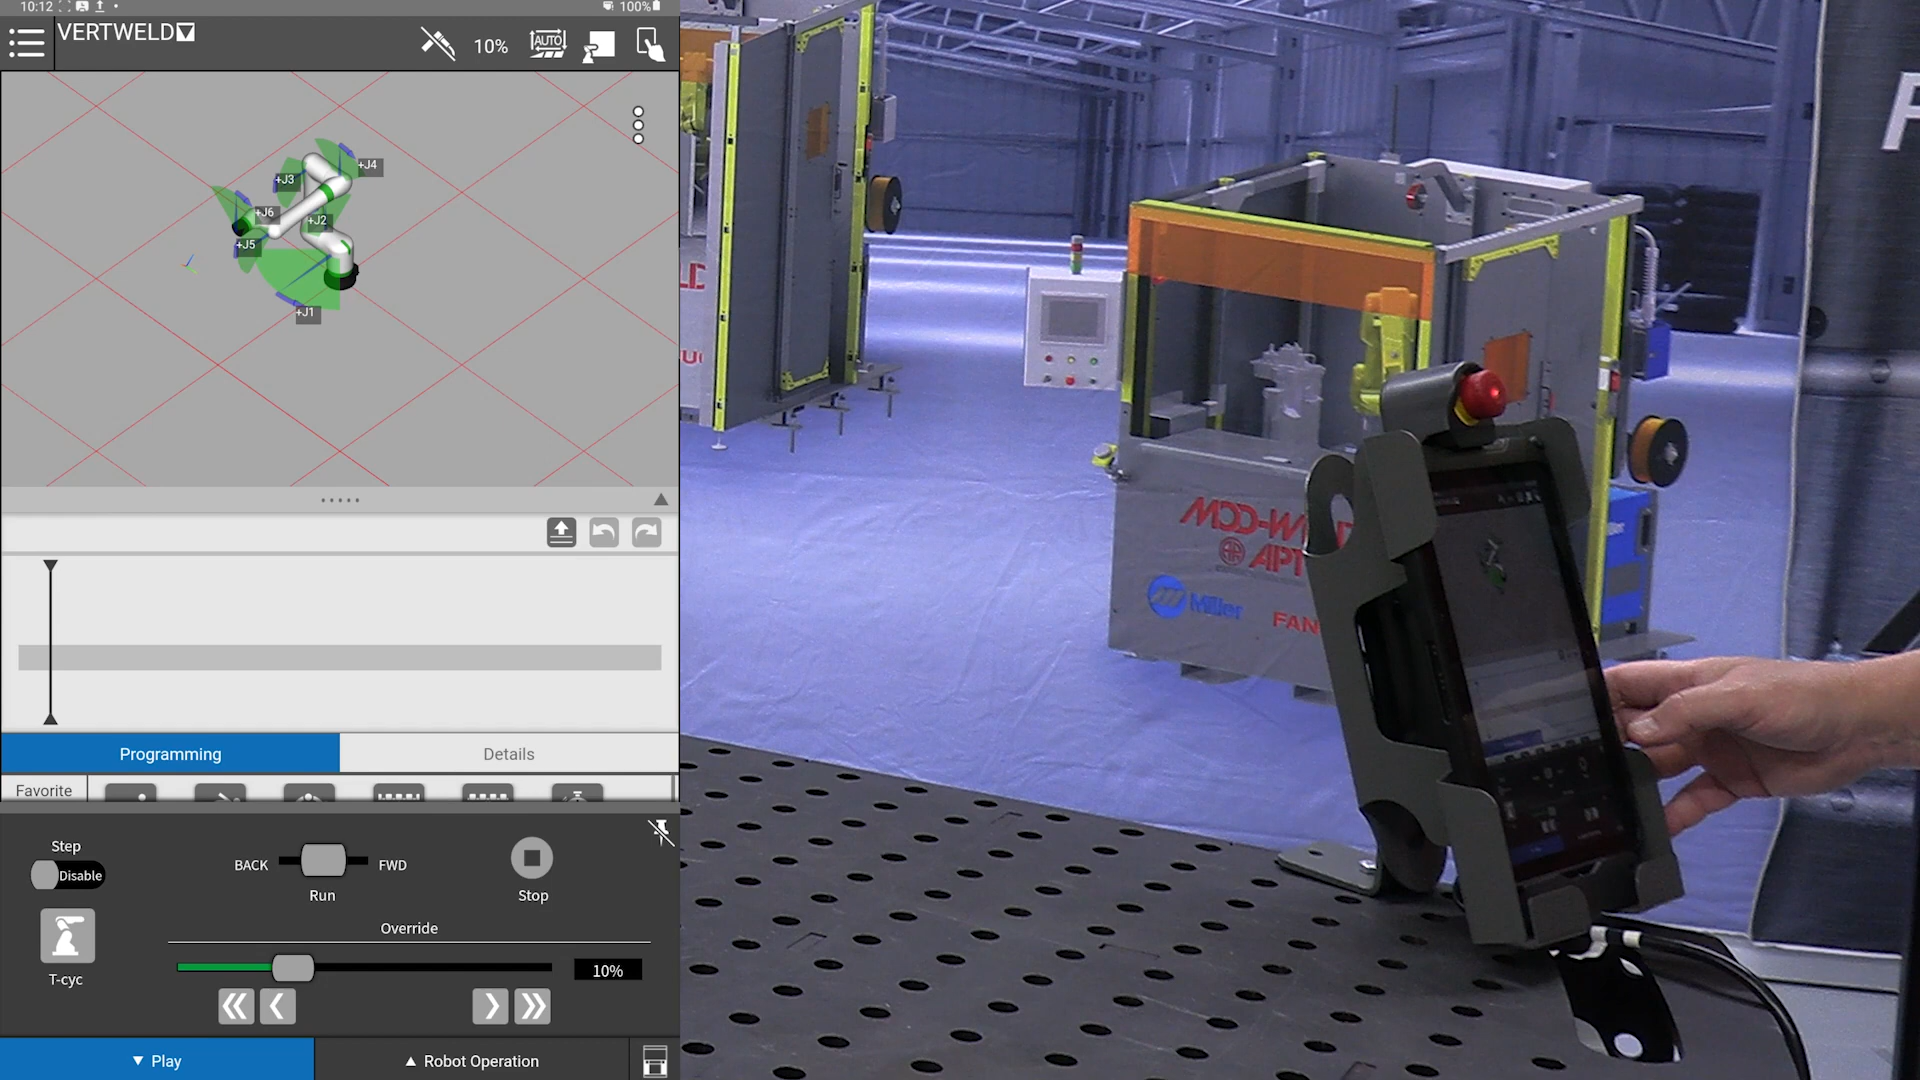 10:12
100%
VERTWELD
10%
AUTO
+J4
+J3
+J6
+J2
+J5
+J1
Programming
Details
Favorite
Step
Disable
BACK
FWD
Run
Stop
T-cyc
Override
10%
Play
Robot Operation
APT
Miller
FAN